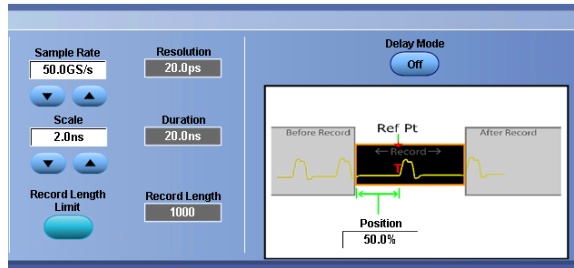 Sample Rate
50.0GS/s
Scale
2.0ns
Record Length
Limit
Resolution
20.0ps
Duration
20.0ns
Record Length
1000
Delay Mode
Off
Before Record
Ref Pt
After Record
←Record→
T
Position
50.0%